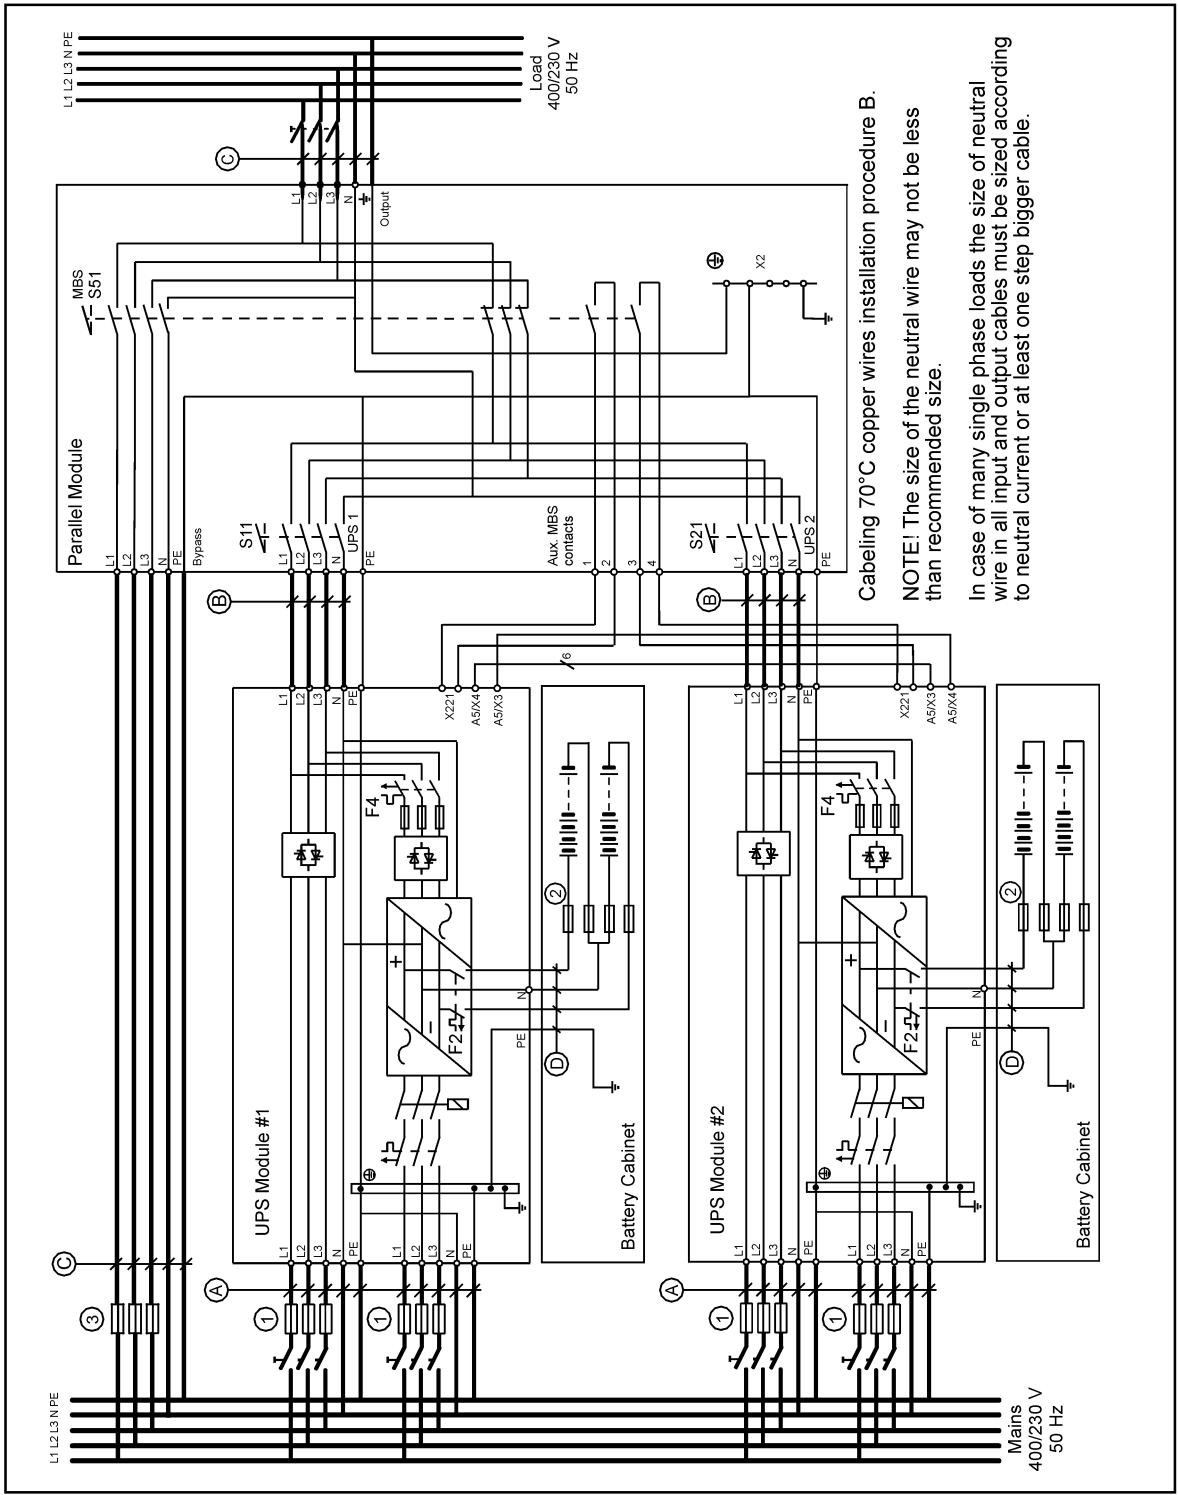 L1 L2 L3 N PE
Load
400/230 V
50 Hz
C
L1
L2
L3
N
Output
MBS
S51
X2
Parallel Module
L1
L2
L3
N
PE
Bypass
S11
L1
L2
L3
N
UPS 1
PE
Aux. MBS
contacts
1
2
3
4
S21
L1
L2
L3
N
UPS 2
PE
B
B
6
Cabeling 70°C copper wires installation procedure B.
NOTE! The size of the neutral wire may not be less
than recommended size.
In case of many single phase loads the size of neutral
wire in all input and output cables must be sized according
to neutral current or at least one step bigger cable.
L1
L2
L3
N
PE
X221
A5/X4
A5/X3
F4
+
–
F2
2
N
PE
D
UPS Module #1
Battery Cabinet
L1
L2
L3
N
PE
L1
L2
L3
N
PE
L1
L2
L3
N
PE
X221
A5/X3
A5/X4
F4
+
–
F2
2
N
PE
D
UPS Module #2
Battery Cabinet
L1
L2
L3
N
PE
L1
L2
L3
N
PE
C
3
A
1
1
A
1
1
L1 L2 L3 N PE
Mains
400/230 V
50 Hz